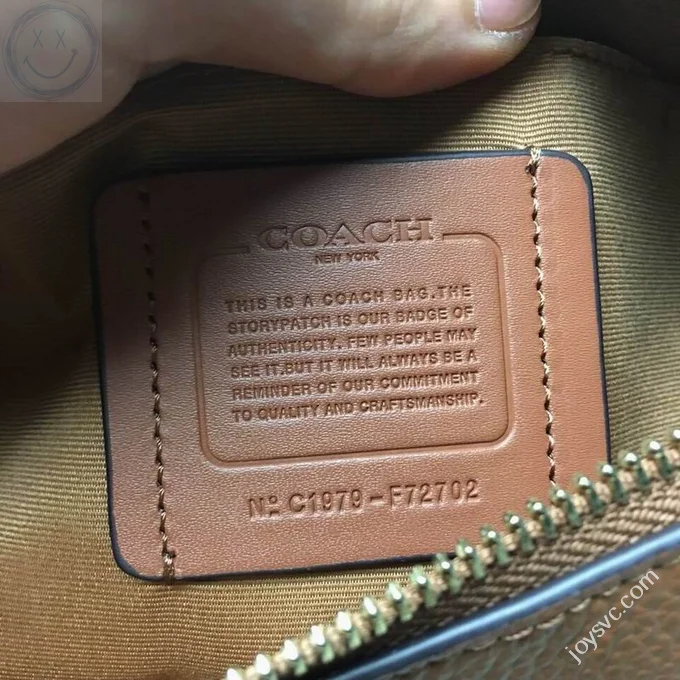 COACH
NEW YORK
THIS IS A COACH BAG.THE
STORYPATCH IS OUR BADGE OF
AUTHENTICITY. FEW PEOPLE MAY
SEE IT.BUT IT WILL ALWAYS BE A
REMINDER OF OUR COMMITMENT
TO QUALITY AND CRAFTSMANSHIP.
Nº C1979-F72702
joysvc.com